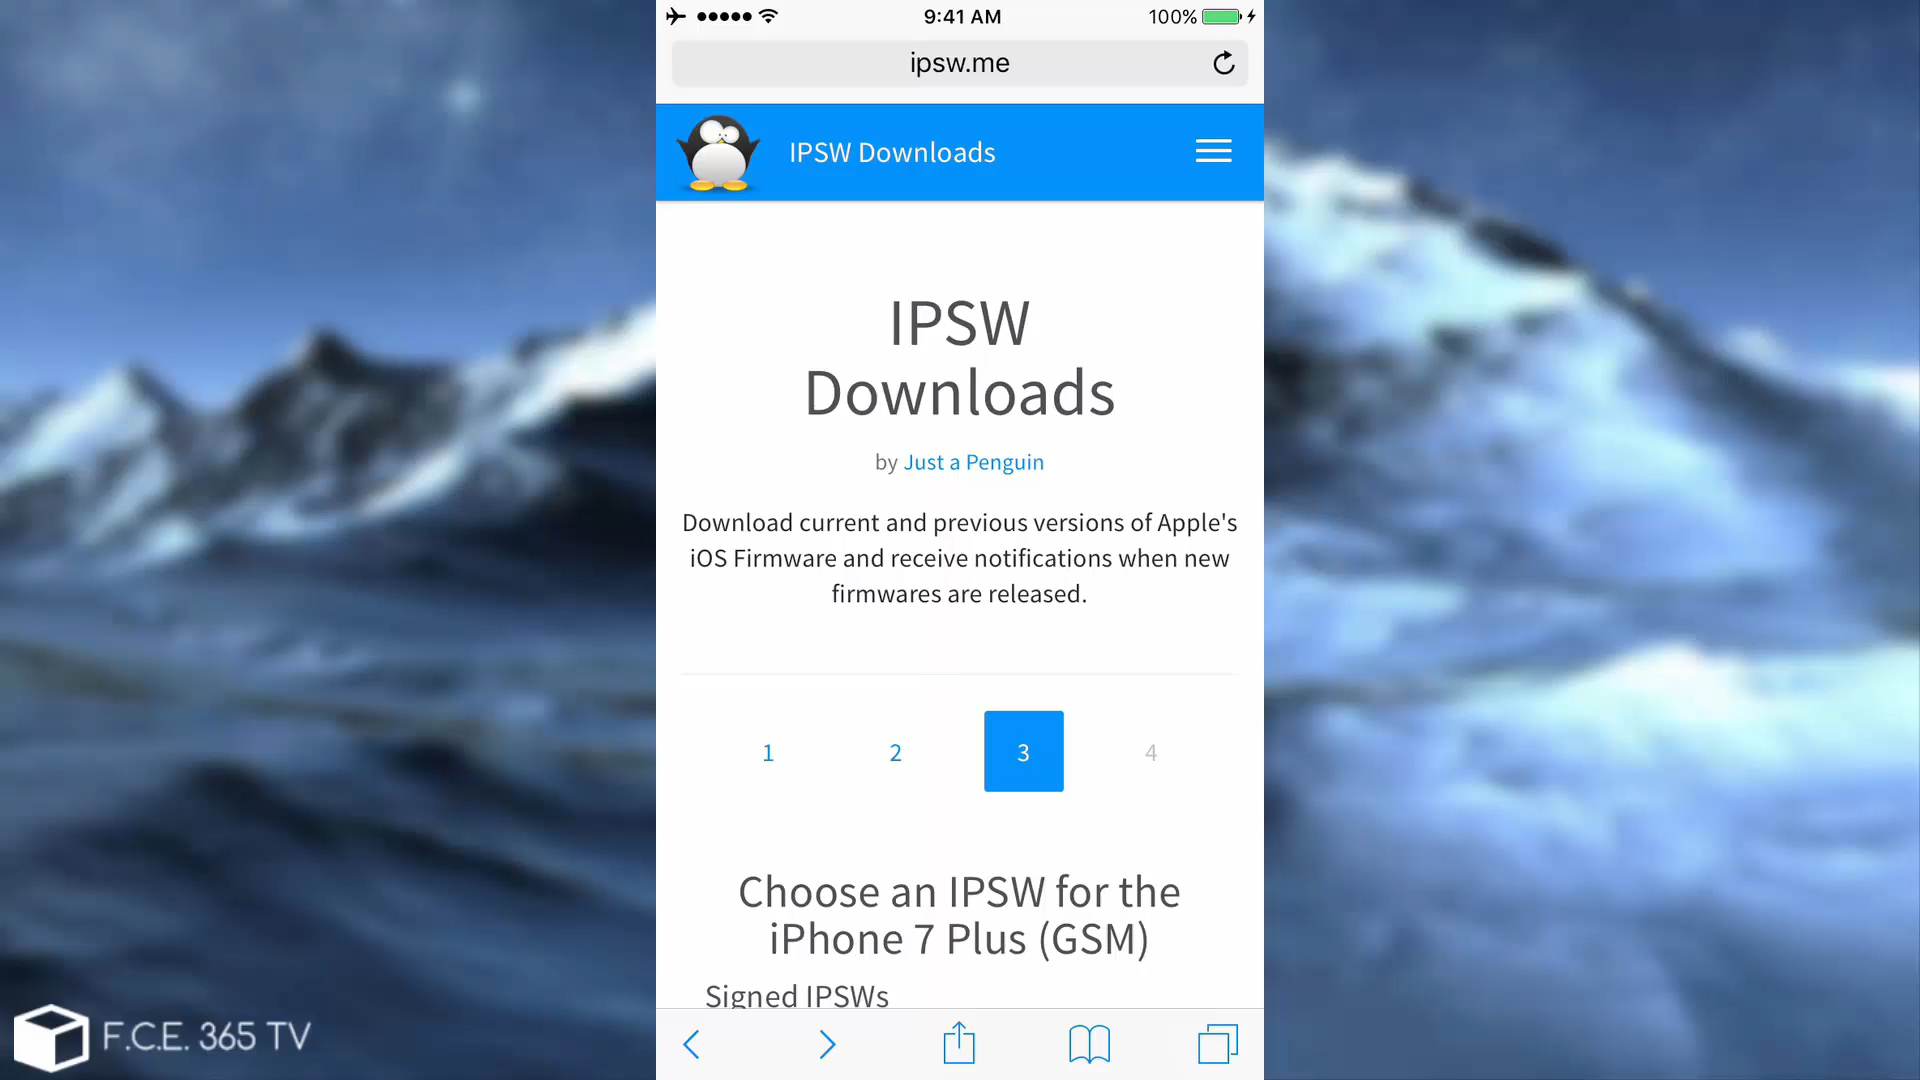 9:41 AM
100%
ipsw.me
IPSW Downloads
IPSW
Downloads
by Just a Penguin
Download current and previous versions of Apple's
iOS Firmware and receive notifications when new
firmwares are released.
1 2 3 4
Choose an IPSW for the
iPhone 7 Plus (GSM)
Signed IPSWs
F.C.E. 365 TV